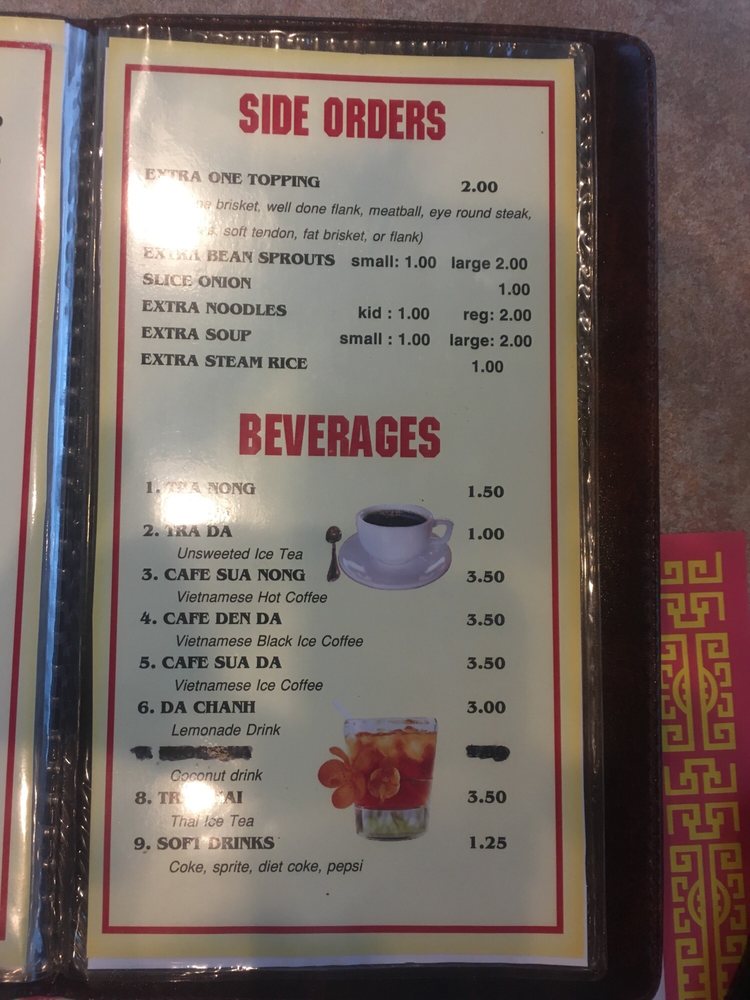 SIDE ORDERS
EXTRA ONE TOPPING 2.00
brisket, well done flank, meatball, eye round steak,
soft tendon, fat brisket, or flank)
EXTRA BEAN SPROUTS small: 1.00 large 2.00
SLICE ONION 1.00
EXTRA NOODLES kid : 1.00 reg: 2.00
EXTRA SOUP small : 1.00 large: 2.00
EXTRA STEAM RICE 1.00
BEVERAGES
1. TRA NONG 1.50
2. TRA DA 1.00
Unsweeted Ice Tea
3. CAFE SUA NONG 3.50
Vietnamese Hot Coffee
4. CAFE DEN DA 3.50
Vietnamese Black Ice Coffee
5. CAFE SUA DA 3.50
Vietnamese Ice Coffee
6. DA CHANH 3.00
Lemonade Drink
Coconut drink
8. 3.50
Thai Ice Tea
9. SOFT DRINKS 1.25
Coke, sprite, diet coke, pepsi